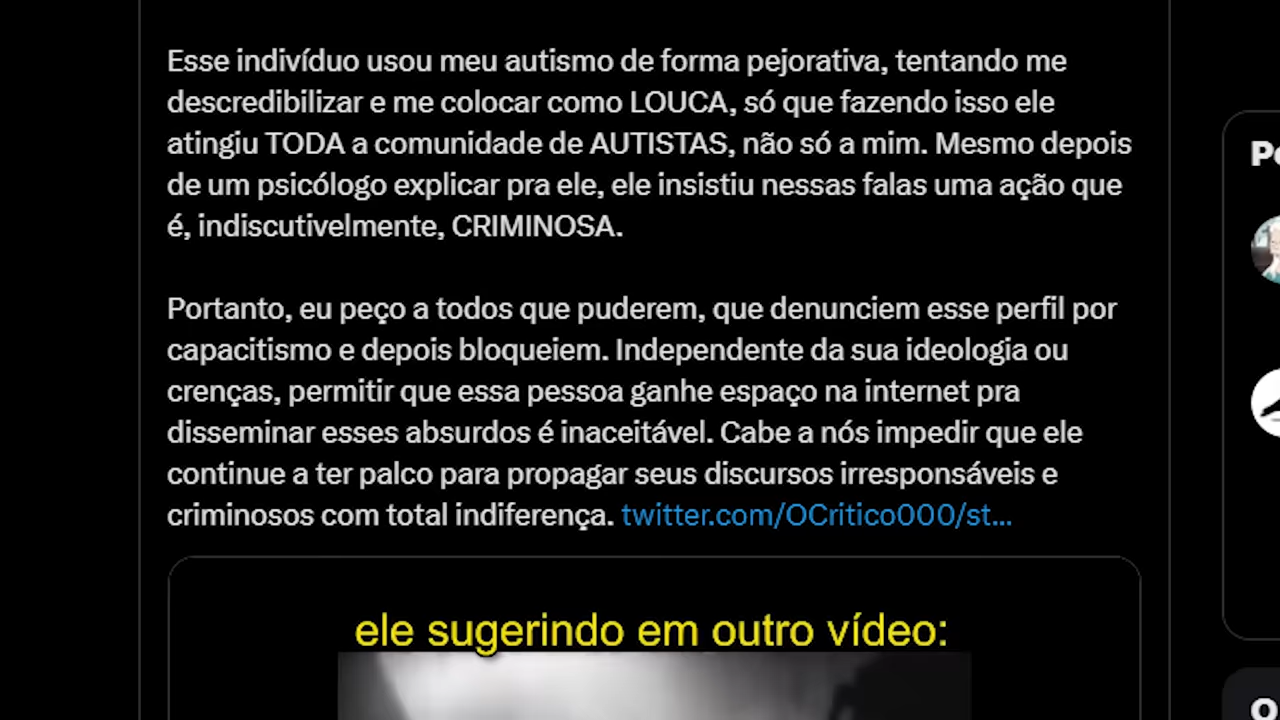 Esse indivíduo usou meu autismo de forma pejorativa, tentando me
descredibilizar e me colocar como LOUCA, só que fazendo isso ele
atingiu TODA a comunidade de AUTISTAS, não só a mim. Mesmo depois
de um psicólogo explicar pra ele, ele insistiu nessas falas uma ação que
é, indiscutivelmente, CRIMINOSA.
Portanto, eu peço a todos que puderem, que denunciem esse perfil por
capacitismo e depois bloqueiem. Independente da sua ideologia ou
crenças, permitir que essa pessoa ganhe espaço na internet pra
disseminar esses absurdos é inaceitável. Cabe a nós impedir que ele
continue a ter palco para propagar seus discursos irresponsáveis e
criminosos com total indiferença. twitter.com/OCritico000/st...
ele sugerindo em outro vídeo: